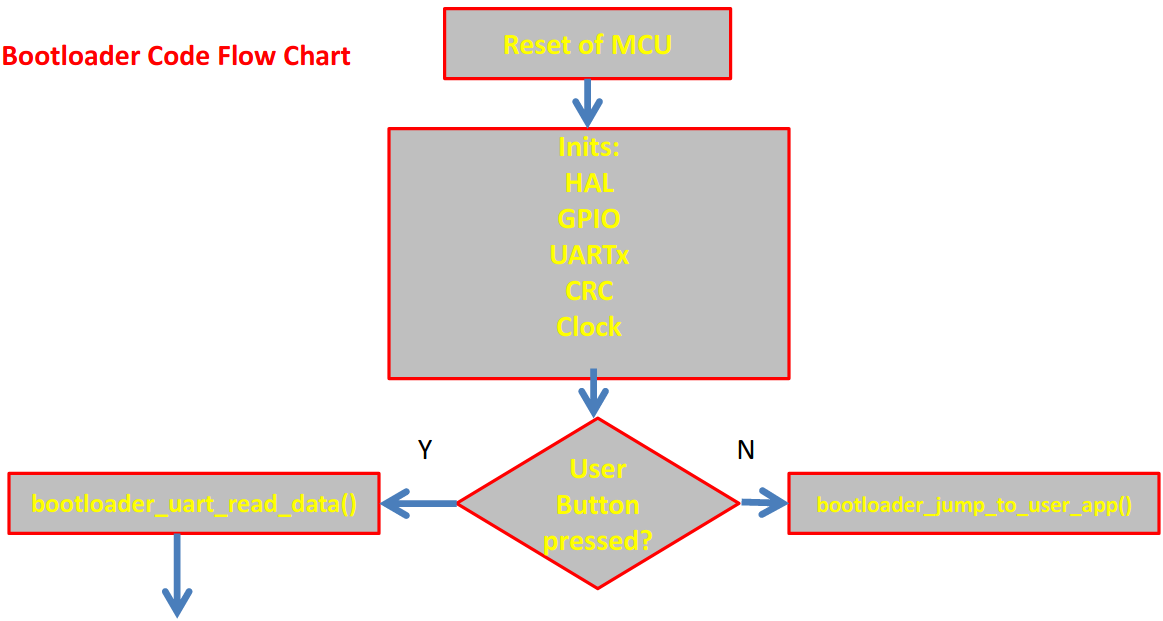 Bootloader Code Flow Chart
Reset of MCU
Inits:
HAL
GPIO
UARTx
CRC
Clock
Y
N
User
Button
pressed?
bootloader_uart_read_data()
bootloader_jump_to_user_app()